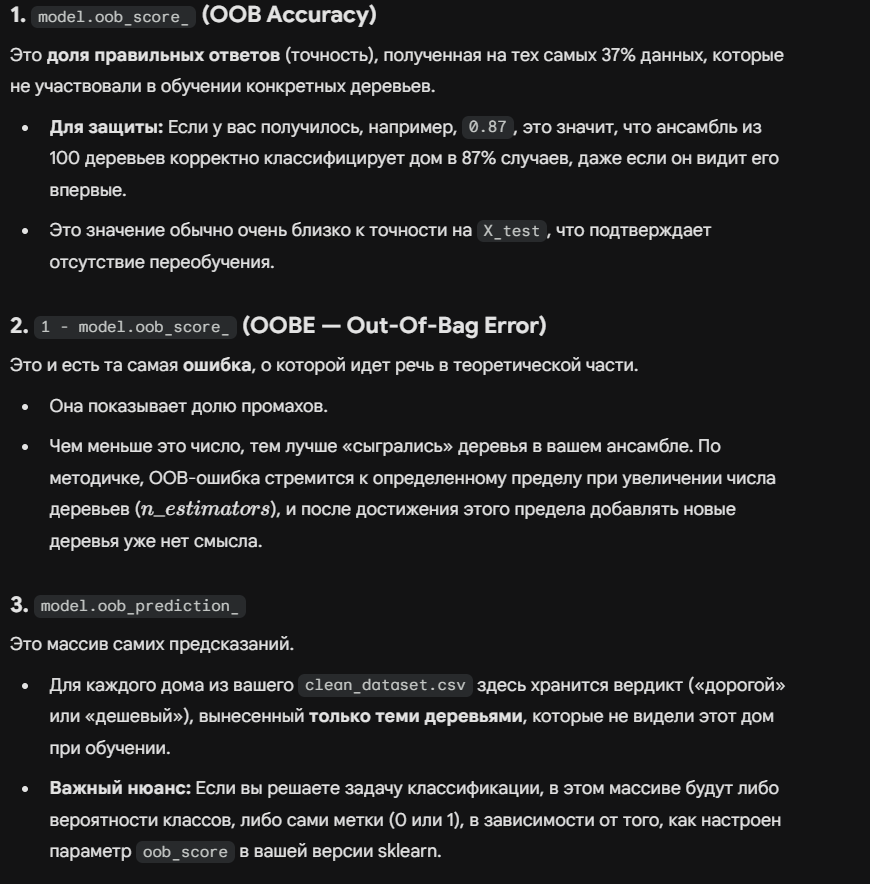 1. model.oob_score_ (OOB Accuracy)
Это доля правильных ответов (точность), полученная на тех самых 37% данных, которые
не участвовали в обучении конкретных деревьев.
• Для защиты: Если у вас получилось, например, 0.87, это значит, что ансамбль из
100 деревьев корректно классифицирует дом в 87% случаев, даже если он видит его
впервые.
• Это значение обычно очень близко к точности на X_test, что подтверждает
отсутствие переобучения.
2. 1 - model.oob_score_ (OOBE — Out-Of-Bag Error)
Это и есть та самая ошибка, о которой идет речь в теоретической части.
• Она показывает долю промахов.
• Чем меньше это число, тем лучше «сыгрались» деревья в вашем ансамбле. По
методичке, OOB-ошибка стремится к определенному пределу при увеличении числа
деревьев (n_estimators), и после достижения этого предела добавлять новые
деревья уже нет смысла.
3. model.oob_prediction_
Это массив самих предсказаний.
• Для каждого дома из вашего clean_dataset.csv здесь хранится вердикт («дорогой»
или «дешевый»), вынесенный только теми деревьями, которые не видели этот дом
при обучении.
• Важный нюанс: Если вы решаете задачу классификации, в этом массиве будут либо
вероятности классов, либо сами метки (0 или 1), в зависимости от того, как настроен
параметр oob_score в вашей версии sklearn.